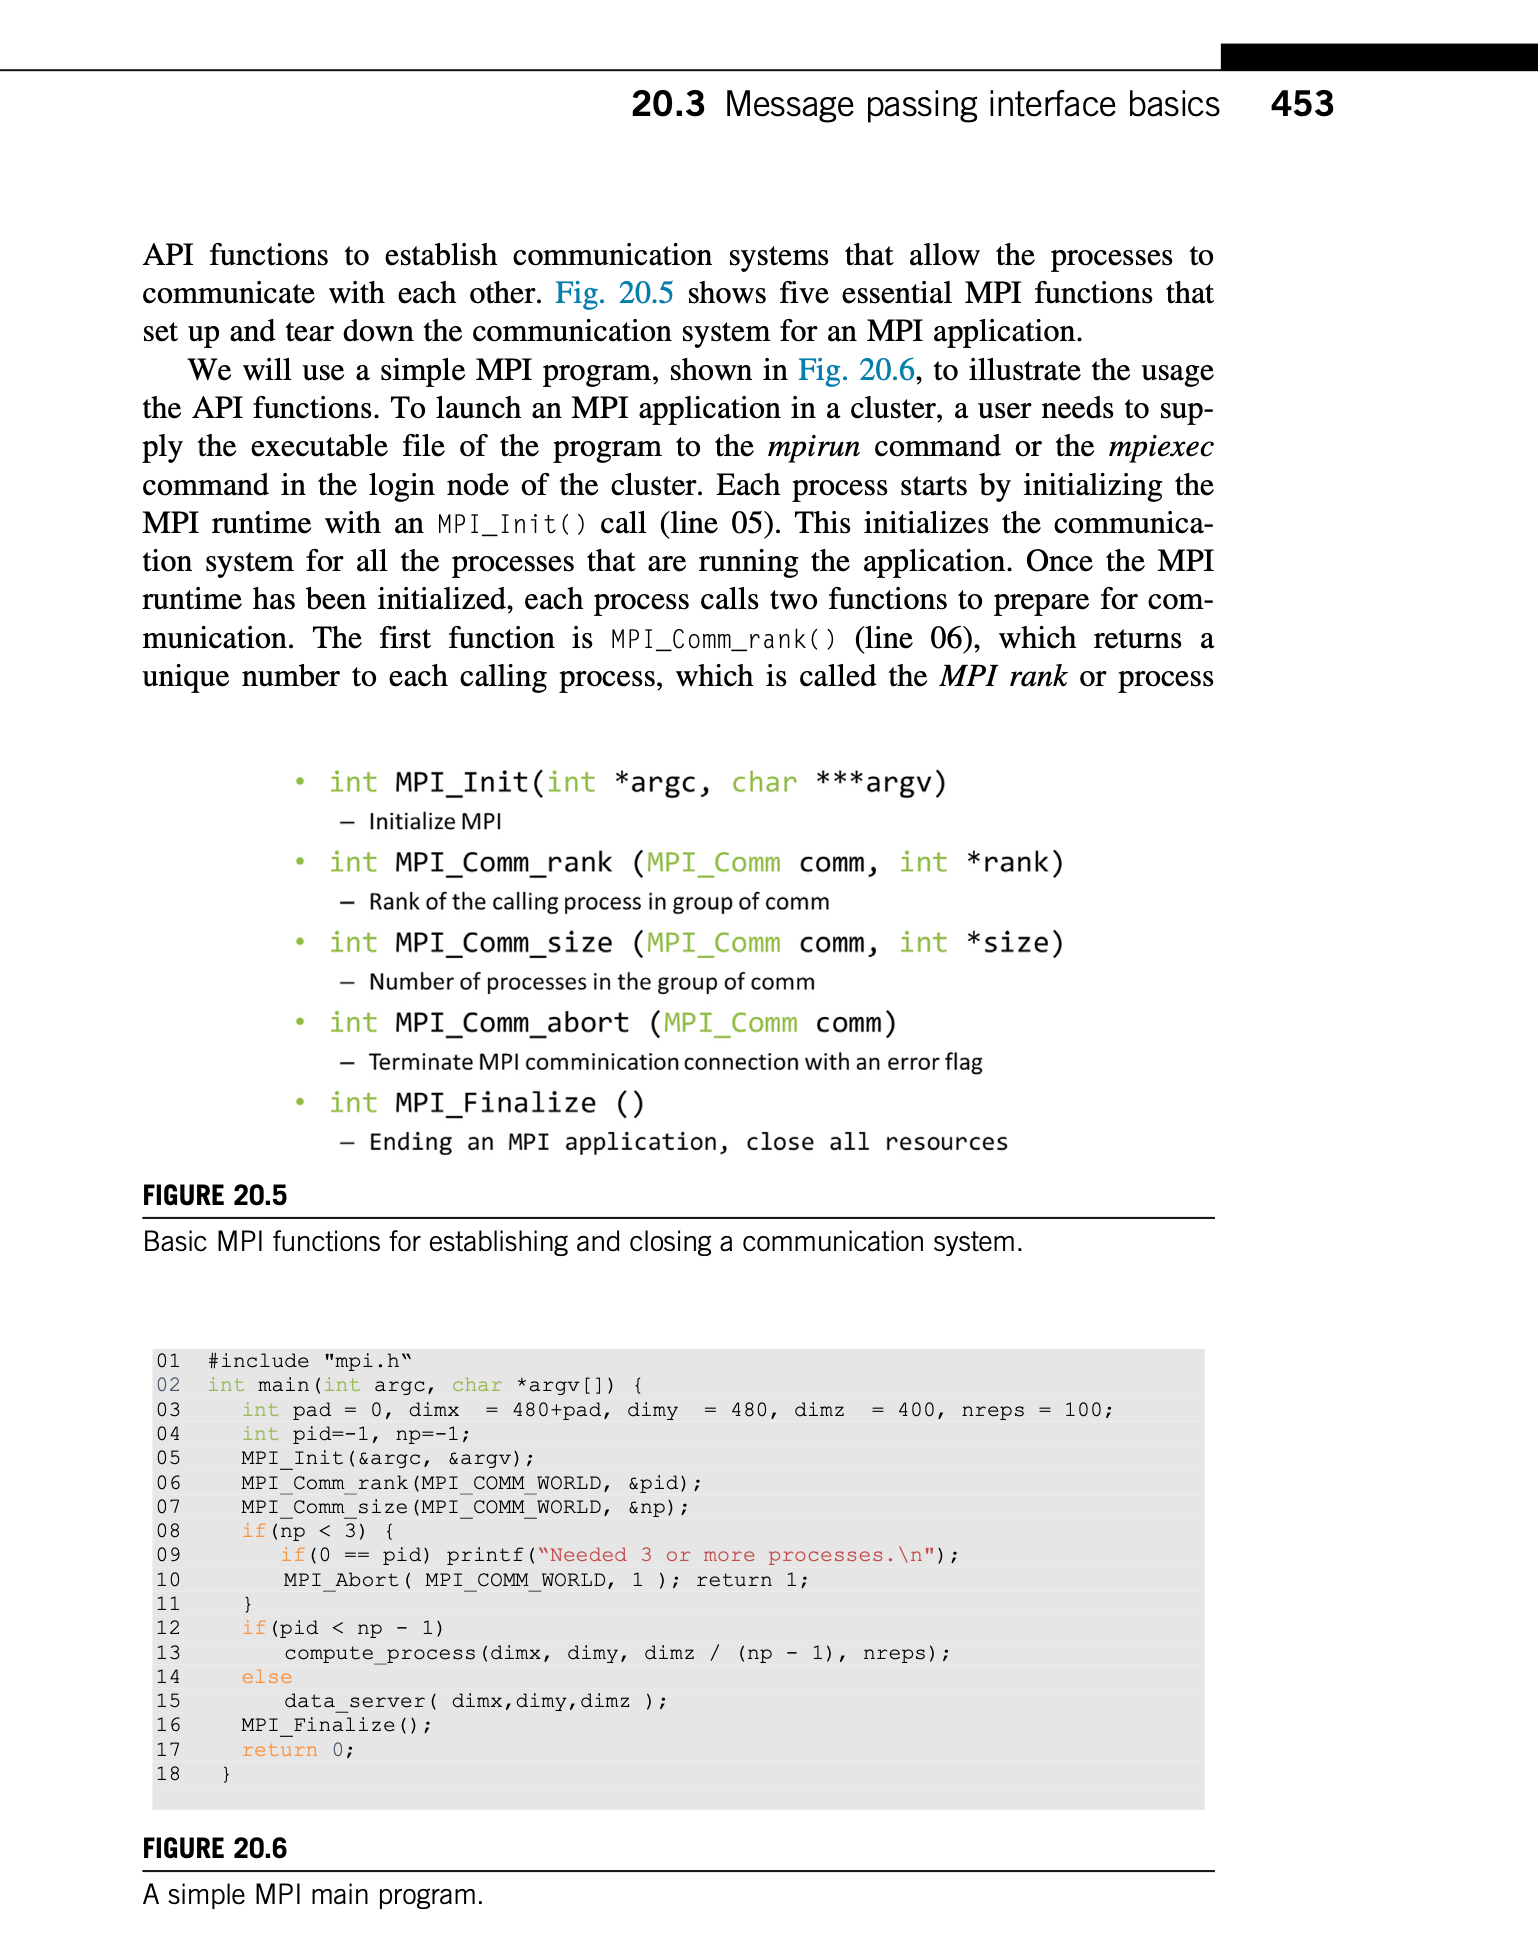 20.3 Message passing interface basics 453
API functions to establish communication systems that allow the processes to
communicate with each other. Fig. 20.5 shows five essential MPI functions that
set up and tear down the communication system for an MPI application.
We will use a simple MPI program, shown in Fig. 20.6, to illustrate the usage
the API functions. To launch an MPI application in a cluster, a user needs to sup-
ply the executable file of the program to the mpirun command or the mpiexec
command in the login node of the cluster. Each process starts by initializing the
MPI runtime with an MPI_Init() call (line 05). This initializes the communica-
tion system for all the processes that are running the application. Once the MPI
runtime has been initialized, each process calls two functions to prepare for com-
munication. The first function is MPI_Comm_rank() (line 06), which returns a
unique number to each calling process, which is called the MPI rank or process
• int MPI_Init(int *argc, char ***argv)
– Initialize MPI
• int MPI_Comm_rank (MPI_Comm comm, int *rank)
– Rank of the calling process in group of comm
• int MPI_Comm_size (MPI_Comm comm, int *size)
– Number of processes in the group of comm
• int MPI_Comm_abort (MPI_Comm comm)
– Terminate MPI comminication connection with an error flag
• int MPI_Finalize ()
– Ending an MPI application, close all resources
FIGURE 20.5
Basic MPI functions for establishing and closing a communication system.
01 #include "mpi.h‟
02 int main(int argc, char *argv[]) {
03 int pad = 0, dimx = 480+pad, dimy = 480, dimz = 400, nreps = 100;
04 int pid=-1, np=-1;
05 MPI_Init(&argc, &argv);
06 MPI_Comm_rank(MPI_COMM_WORLD, &pid);
07 MPI_Comm_size(MPI_COMM_WORLD, &np);
08 if(np < 3) {
09 if(0 == pid) printf(“Needed 3 or more processes.\n");
10 MPI_Abort( MPI_COMM_WORLD, 1 ); return 1;
11 }
12 if(pid < np - 1)
13 compute_process(dimx, dimy, dimz / (np - 1), nreps);
14 else
15 data_server( dimx,dimy,dimz );
16 MPI_Finalize();
17 return 0;
18 }
FIGURE 20.6
A simple MPI main program.